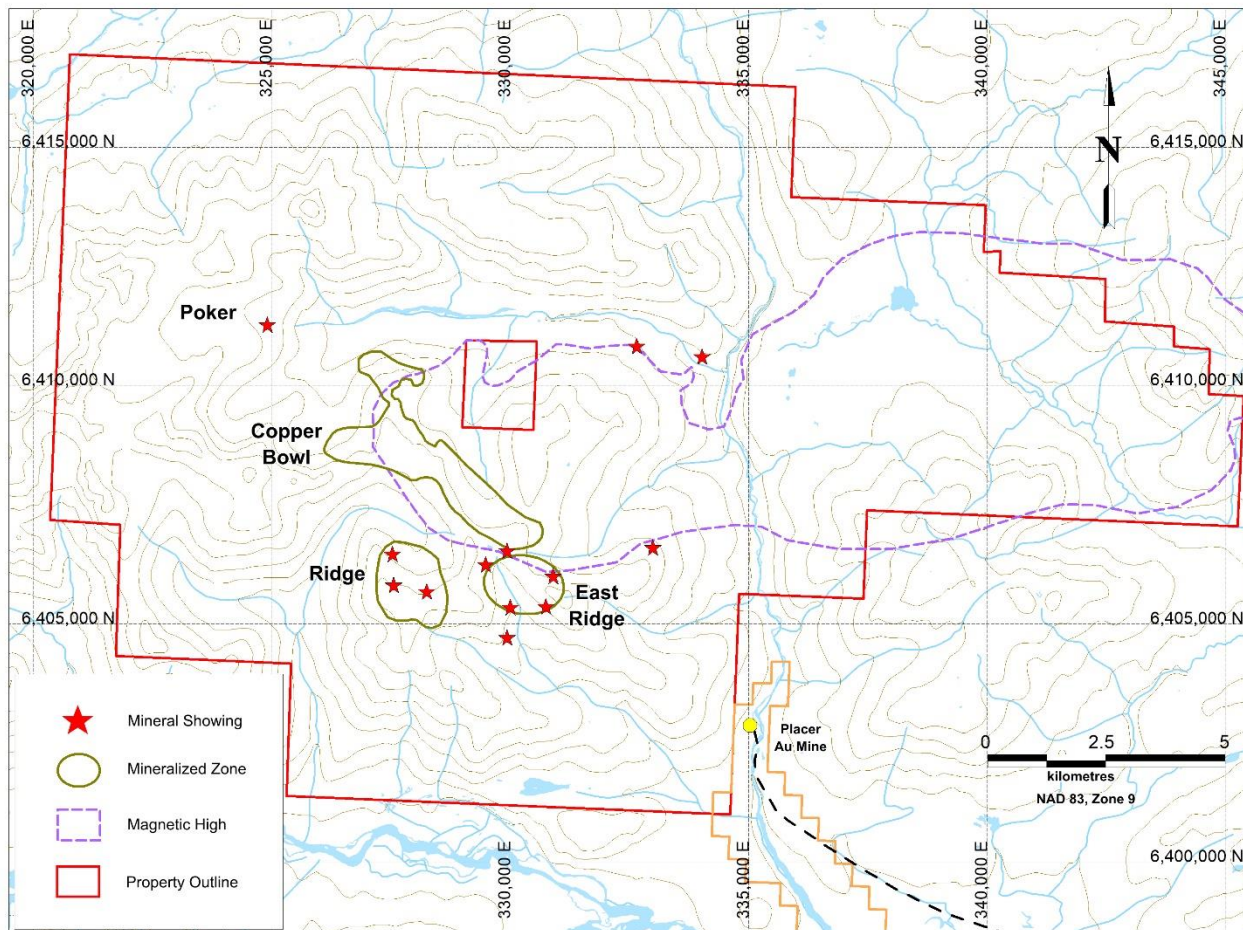 320,000 E
325,000 E
330,000 E
335,000 E
340,000 E
345,000 E
6,415,000 N
6,415,000 N
N
Poker
6,410,000 N
6,410,000 N
Copper
Bowl
Ridge
East
Ridge
6,405,000 N
6,405,000 N
Placer
Au Mine
0 2.5 5
kilometres
NAD 83, Zone 9
Mineral Showing
Mineralized Zone
Magnetic High
Property Outline
6,400,000 N
330,000 E
335,000 E
340,000 E